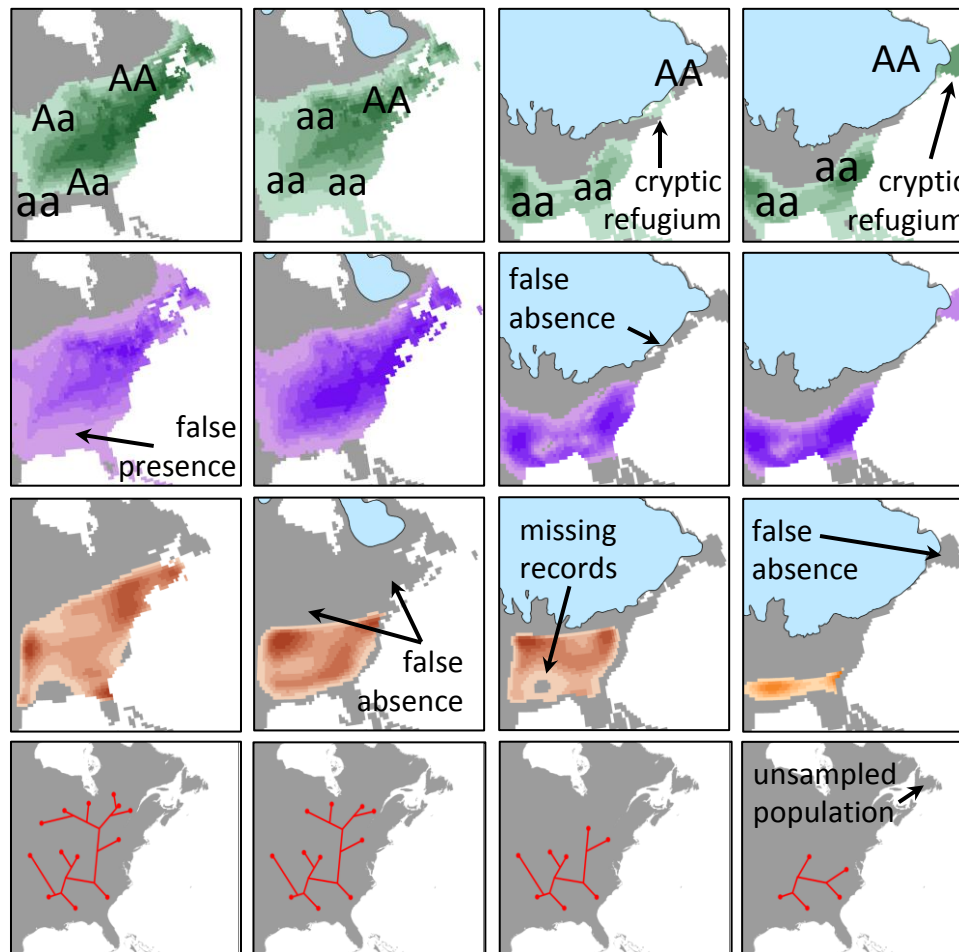 AA
Aa
Aa
aa
aa
AA
aa
aa
AA
aa
aa
cryptic
refugium
AA
aa
aa
cryptic
refugium
false
presence
false
absence
false
absence
missing
records
false
absence
unsampled
population